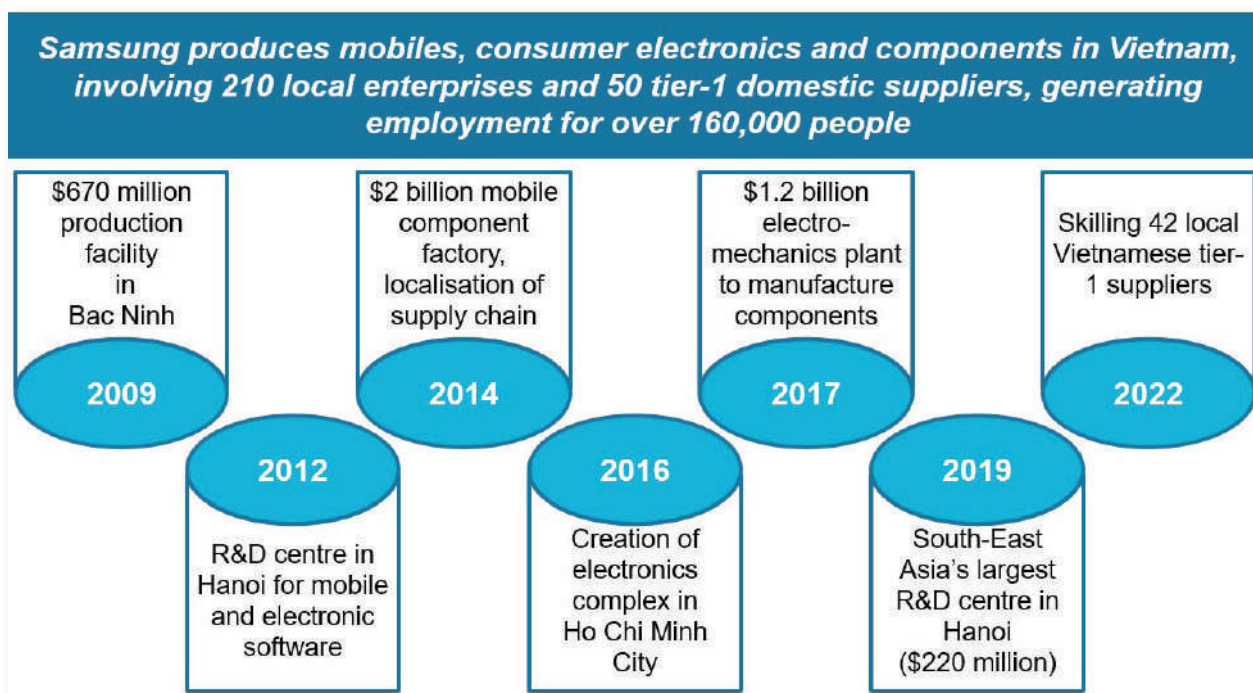 Samsung produces mobiles, consumer electronics and components in Vietnam,
involving 210 local enterprises and 50 tier-1 domestic suppliers, generating
employment for over 160,000 people
$670 million
production
facility
in
Bac Ninh
2009
2012
R&D centre in
Hanoi for mobile
and electronic
software
$2 billion mobile
component
factory,
localisation of
supply chain
2014
2016
Creation of
electronics
complex in
Ho Chi Minh
City
$1.2 billion
electro-
mechanics plant
to manufacture
components
2017
2019
South-East
Asia's largest
R&D centre in
Hanoi
($220 million)
Skilling 42 local
Vietnamese tier-
1 suppliers
2022